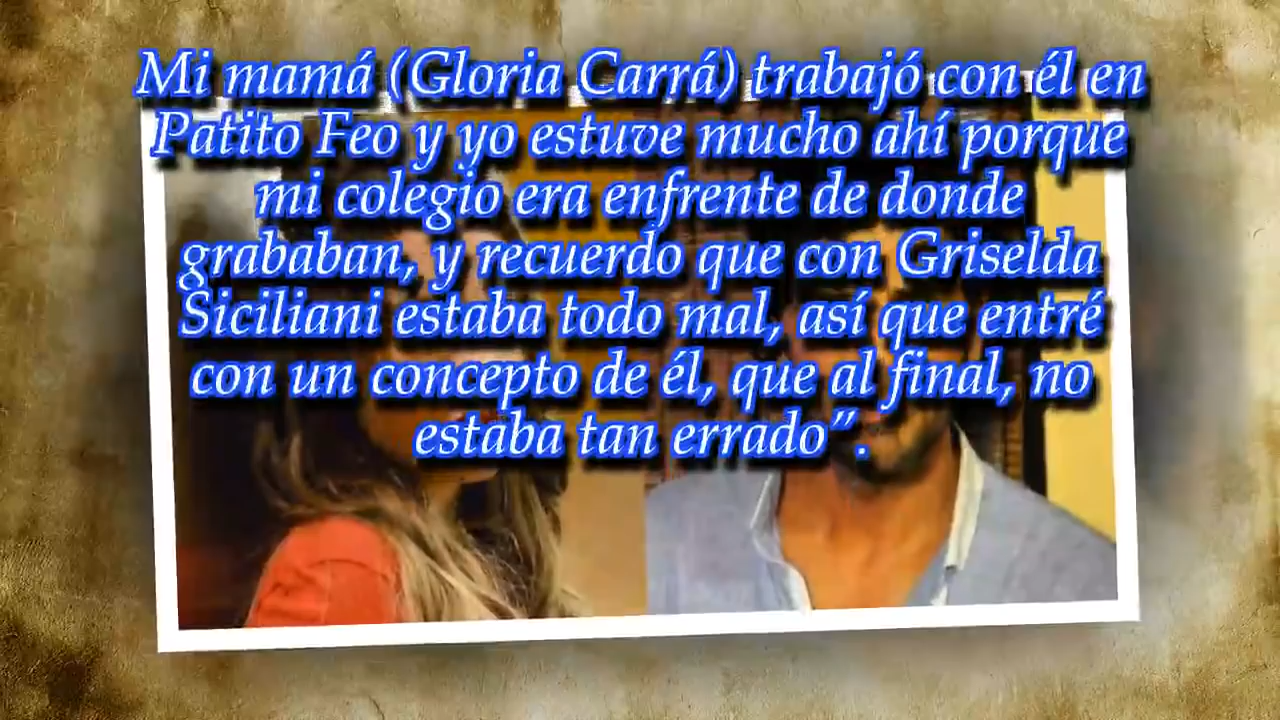 Mi mamá (Gloria Carrá) trabajó con él en
Patito Feo y yo estuve mucho ahí porque
mi colegio era enfrente de donde
grababan, y recuerdo que con Griselda
Siciliani estaba todo mal, así que entré
con un concepto de él, que al final, no
estaba tan errado”.